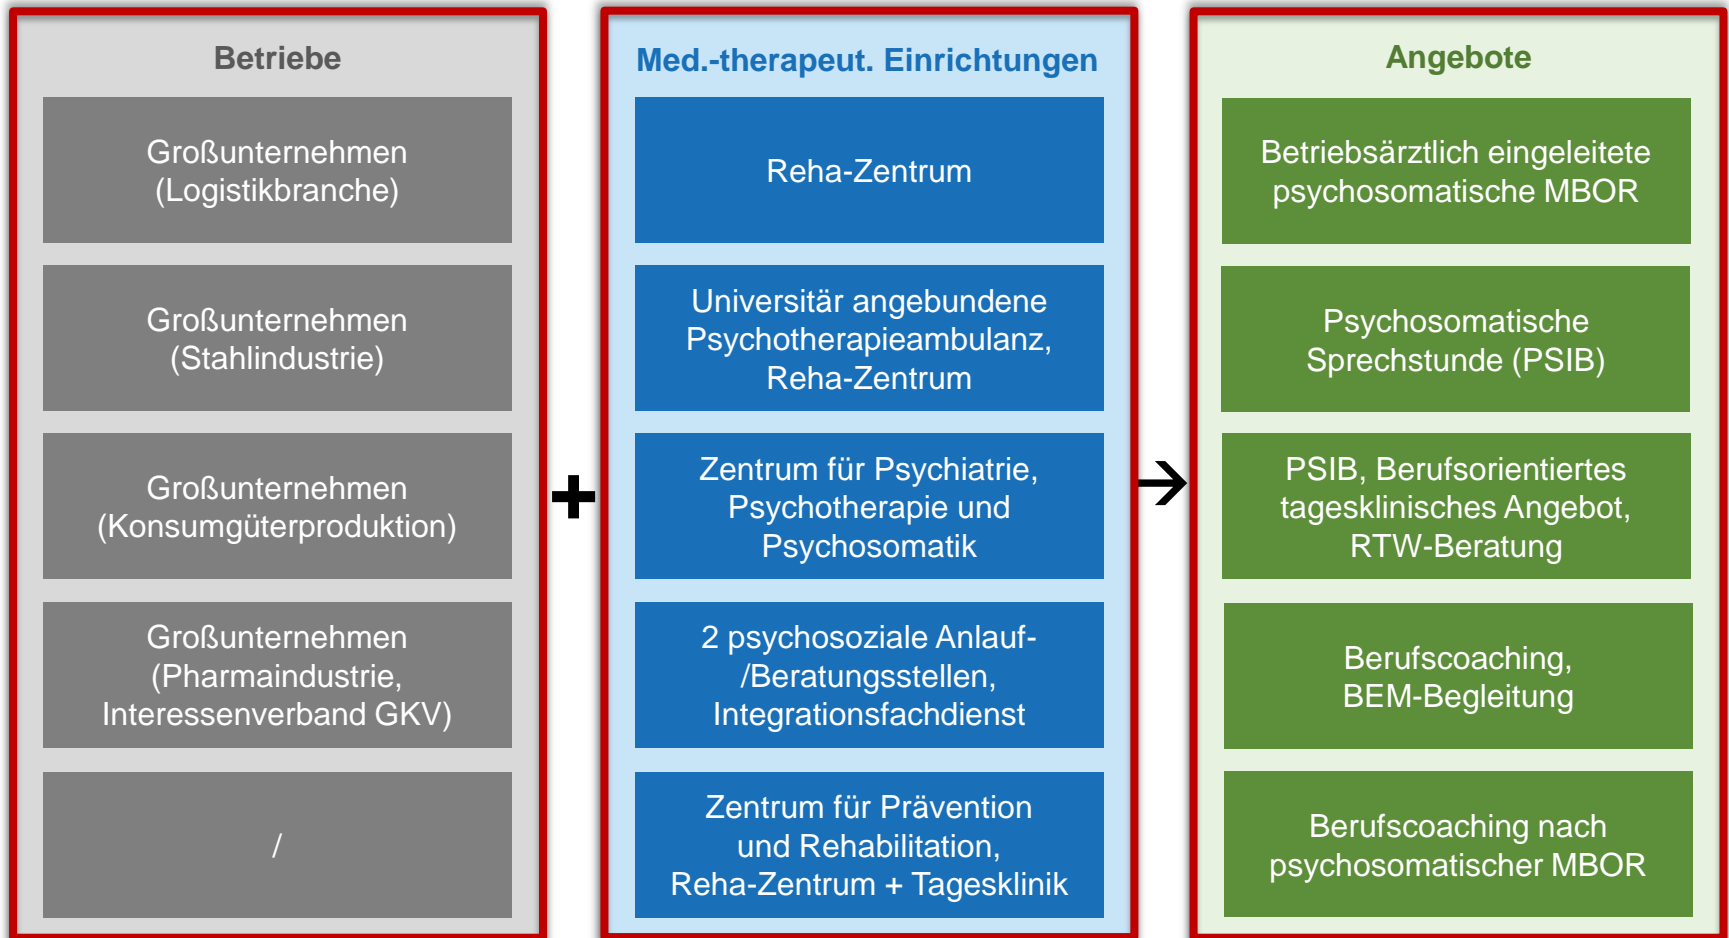 Betriebe
Großunternehmen
(Logistikbranche)
Großunternehmen
(Stahlindustrie)
Großunternehmen
(Konsumgüterproduktion)
Großunternehmen
(Pharmaindustrie,
Interessenverband GKV)
/
+
Med.-therapeut. Einrichtungen
Reha-Zentrum
Universitär angebundene
Psychotherapieambulanz,
Reha-Zentrum
Zentrum für Psychiatrie,
Psychotherapie und
Psychosomatik
2 psychosoziale Anlauf-
/Beratungsstellen,
Integrationsfachdienst
Zentrum für Prävention
und Rehabilitation,
Reha-Zentrum + Tagesklinik
→
Angebote
Betriebsärztlich eingeleitete
psychosomatische MBOR
Psychosomatische
Sprechstunde (PSIB)
PSIB, Berufsorientiertes
tagesklinisches Angebot,
RTW-Beratung
Berufscoaching,
BEM-Begleitung
Berufscoaching nach
psychosomatischer MBOR